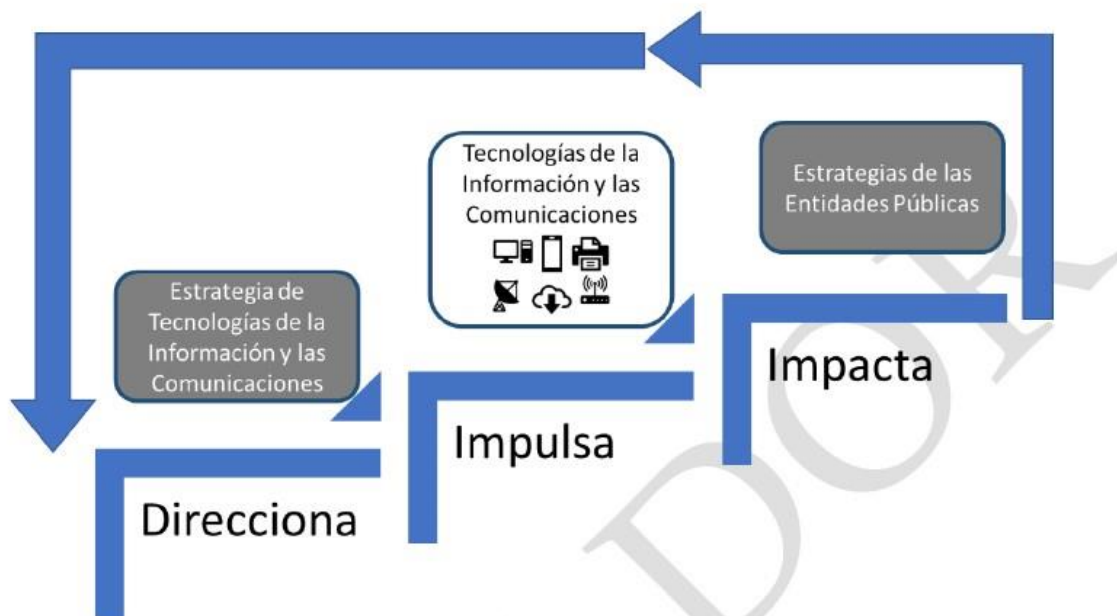 Estrategia de
Tecnologías de la
Información y las
Comunicaciones
Direcciona
Tecnologías de la
Información y las
Comunicaciones
Impulsa
Estrategias de las
Entidades Públicas
Impacta
DOR